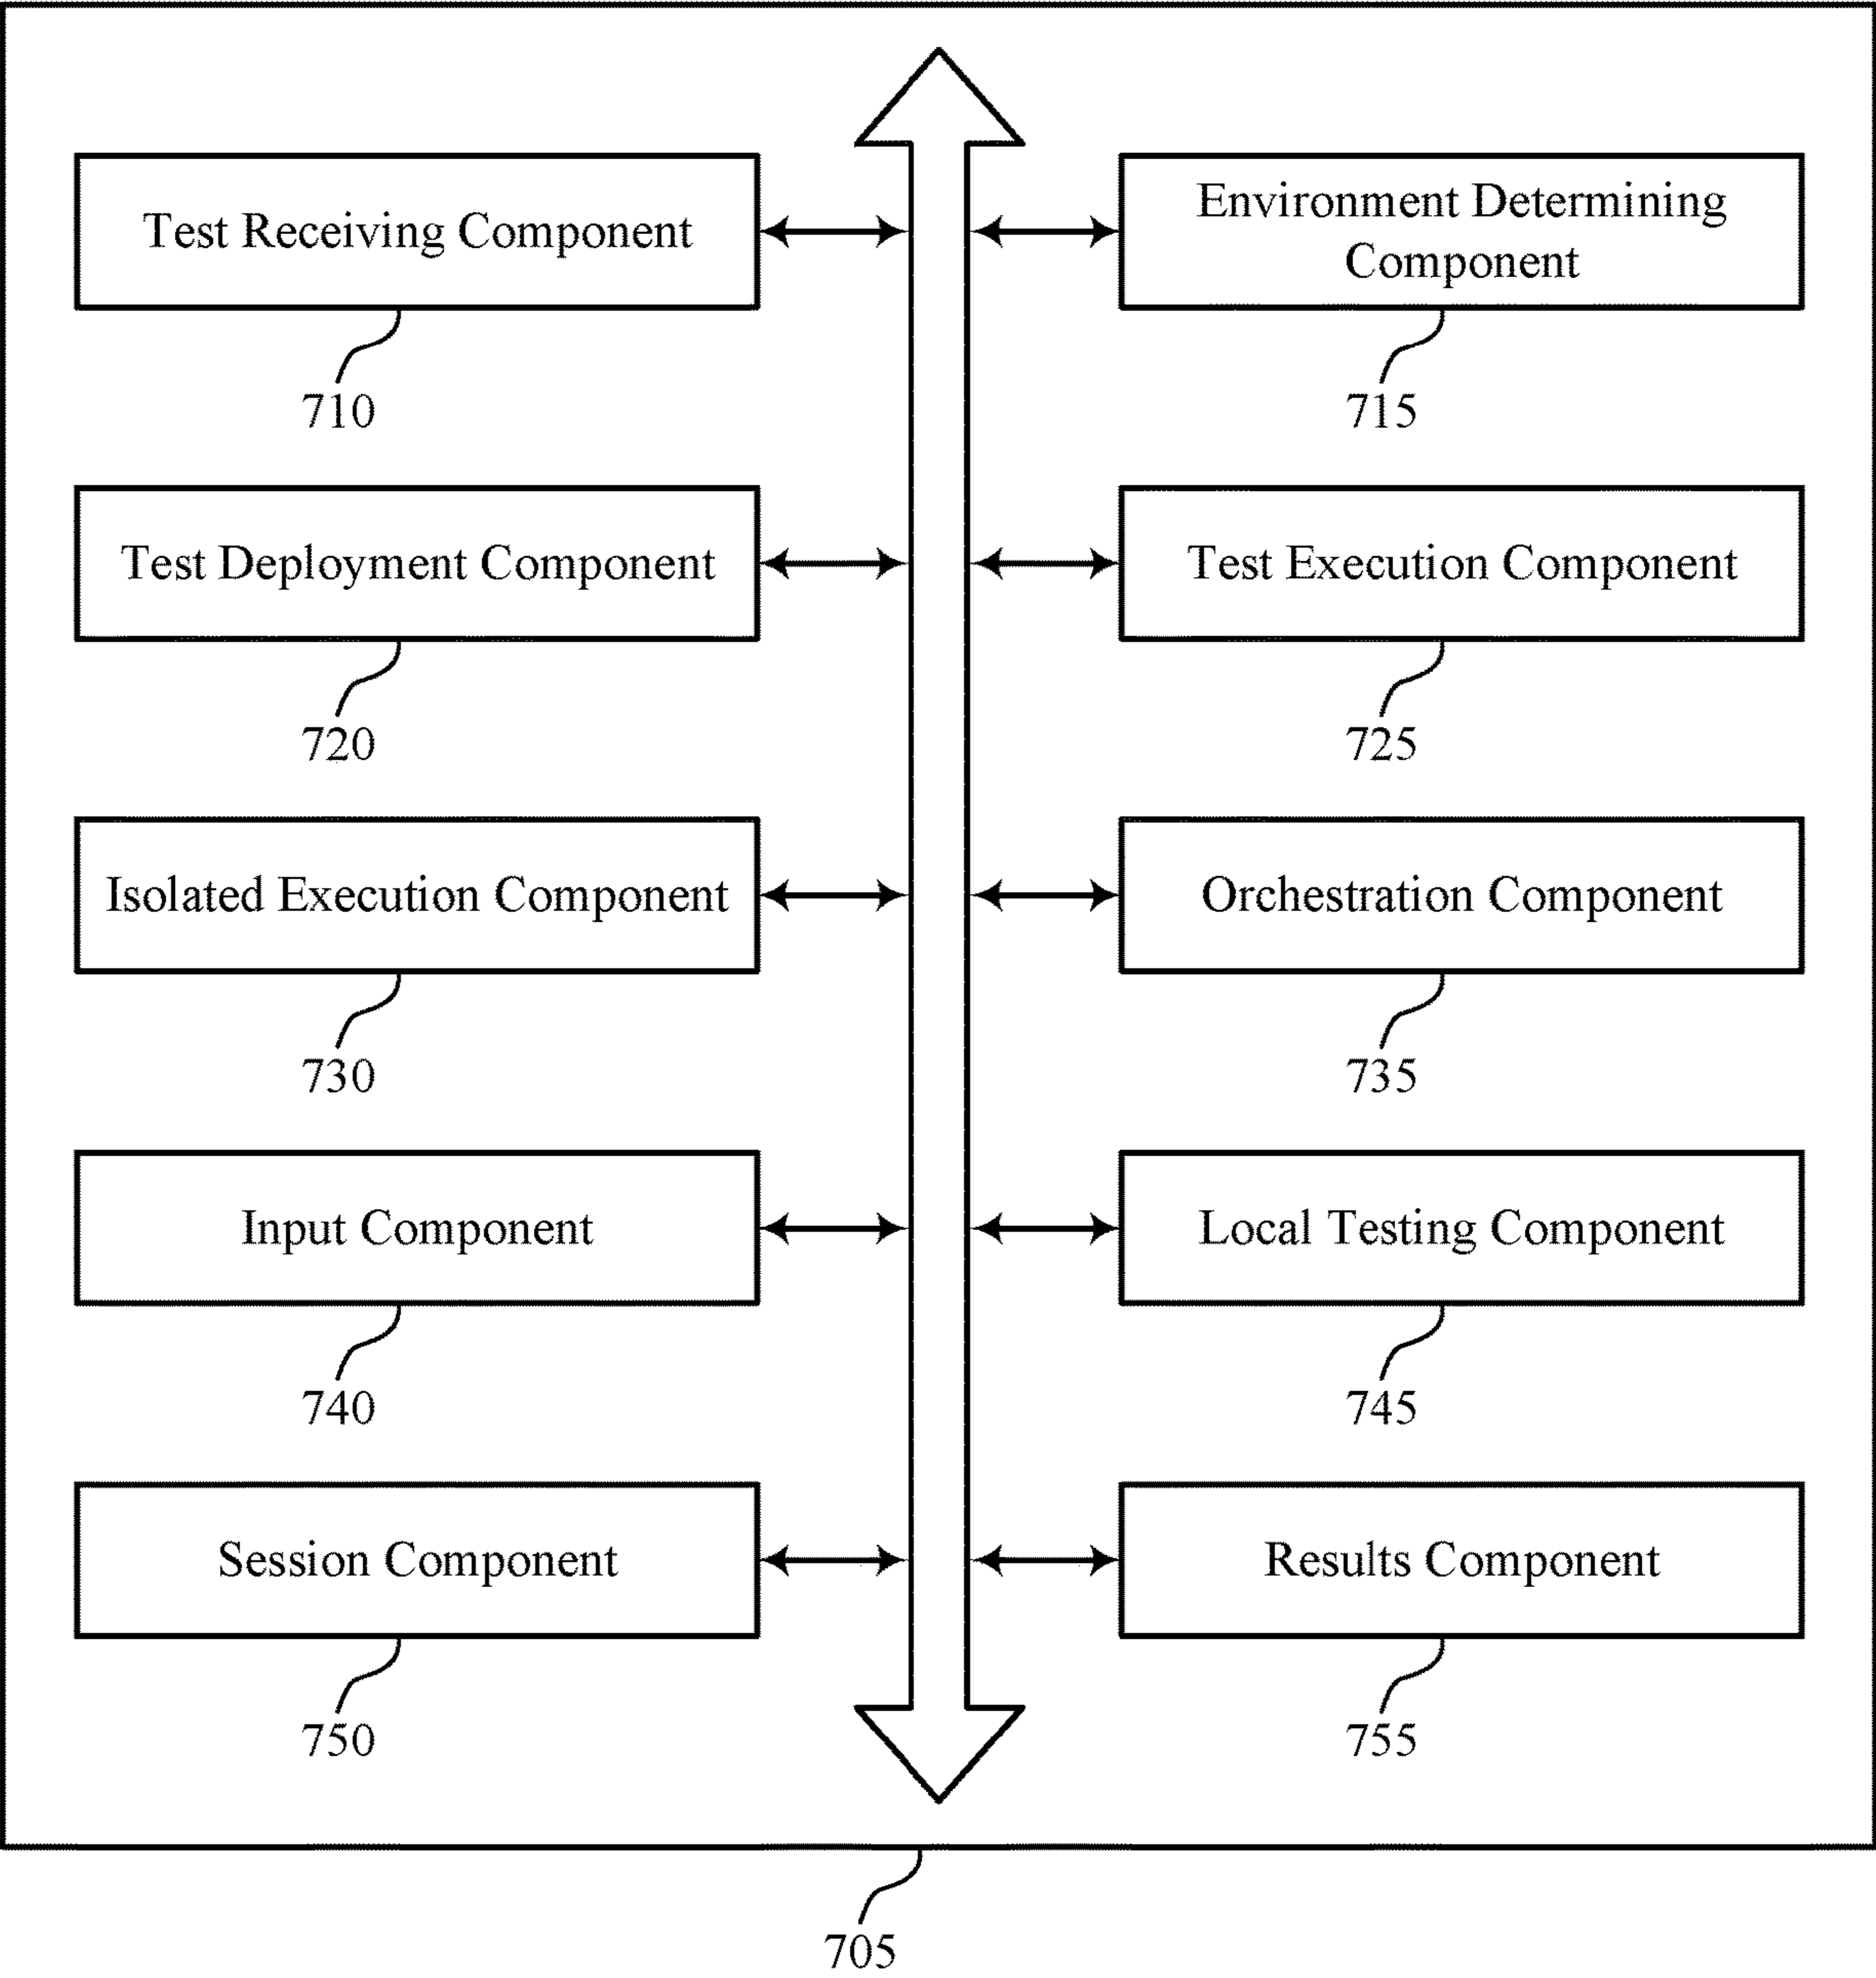 Test Receiving Component
710
Environment Determining
Component
715
Test Deployment Component
720
Test Execution Component
725
Isolated Execution Component
730
Orchestration Component
735
Input Component
740
Local Testing Component
745
Session Component
750
Results Component
755
705